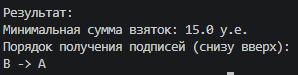 Результат:
Минимальная сумма взяток: 15.0 у.е.
Порядок получения подписей (снизу вверх):
B -> A